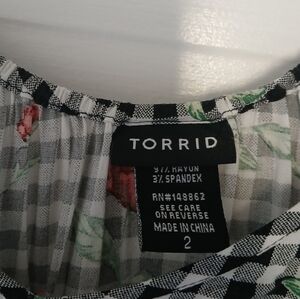 TORRID
97% RAYON
3% SPANDEX
RN#148862
SEE CARE
ON REVERSE
MADE IN CHINA
2